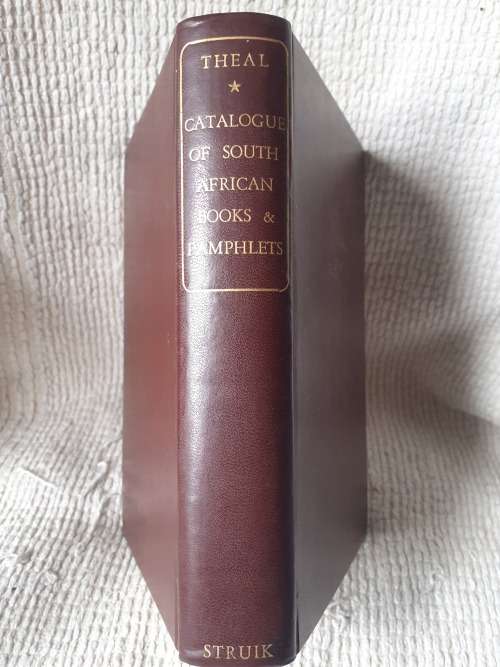 THEAL
★
CATALOGUE
OF SOUTH
AFRICAN
BOOKS &
PAMPHLETS
STRUIK